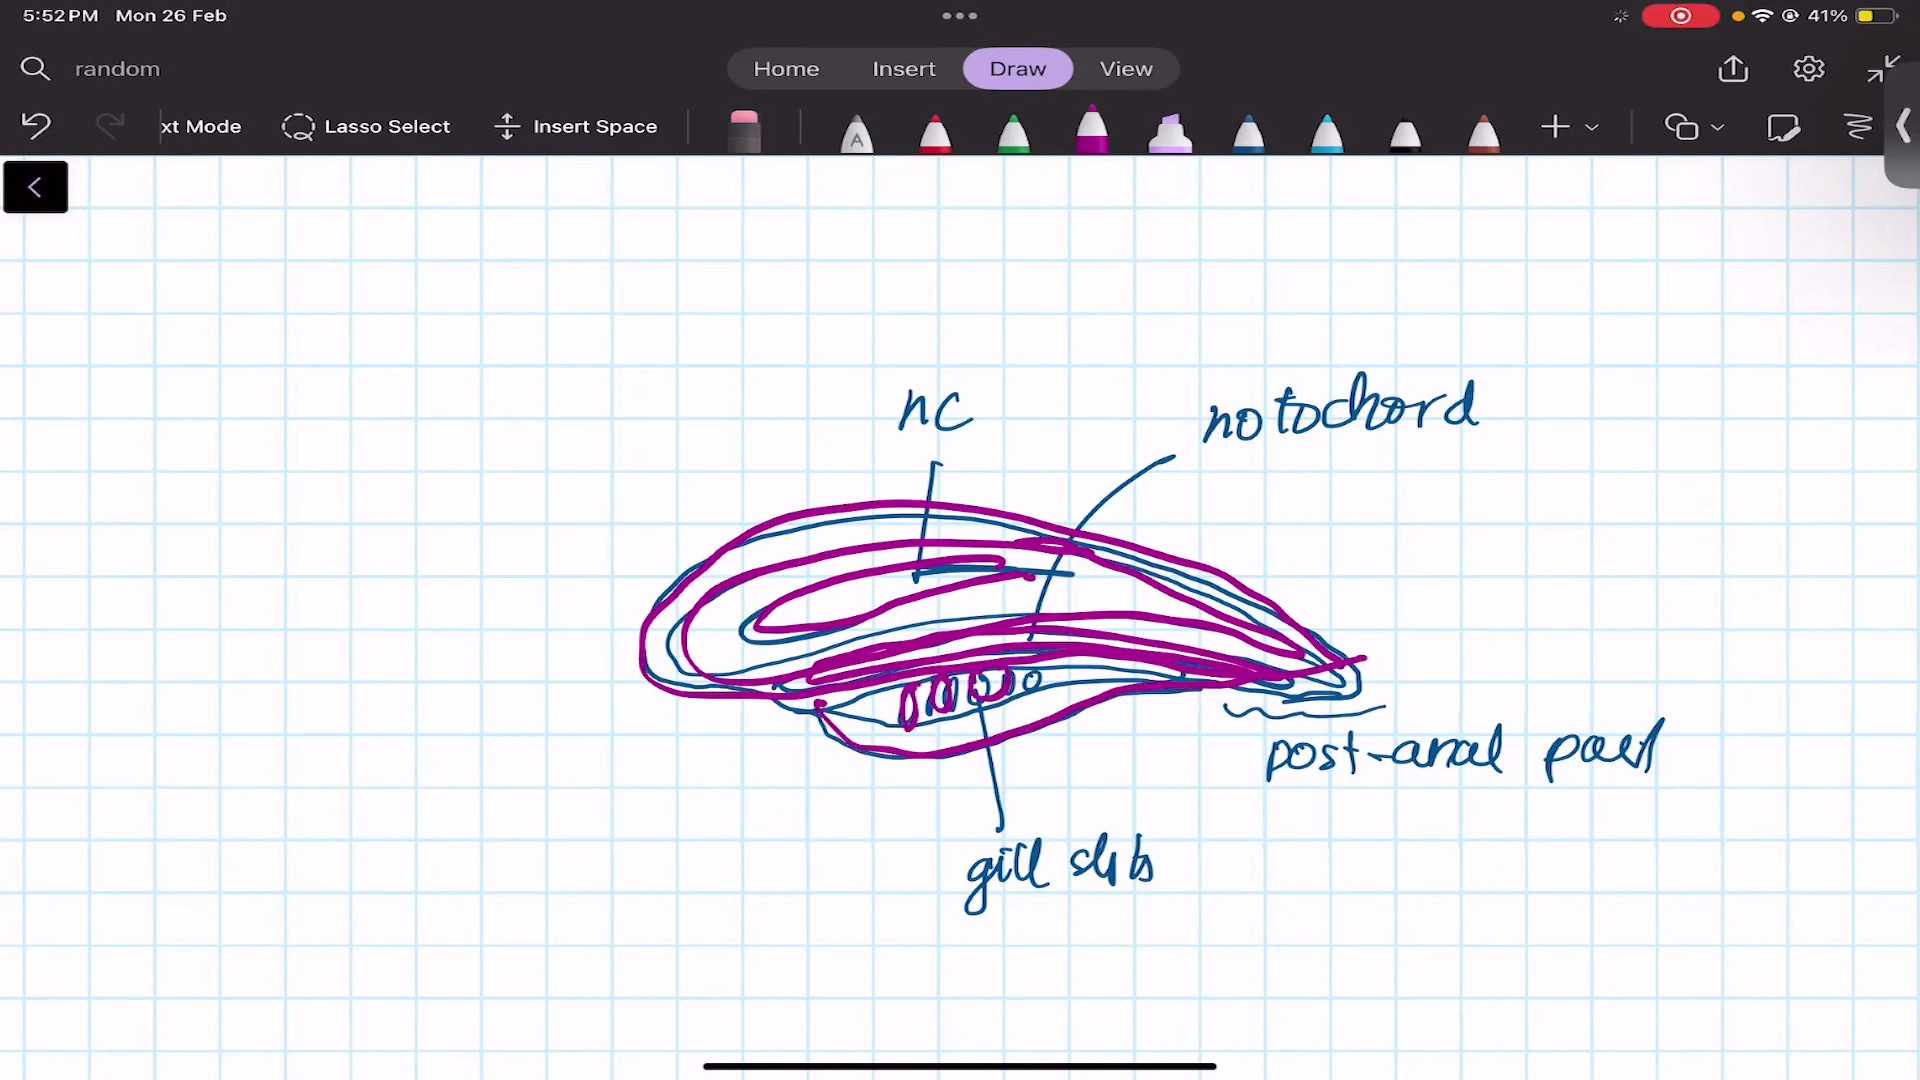 5:52 PM Mon 26 Feb
41%
random
Home Insert Draw View
xt Mode Lasso Select Insert Space
A
nc
notochord
post-anal part
gill slits